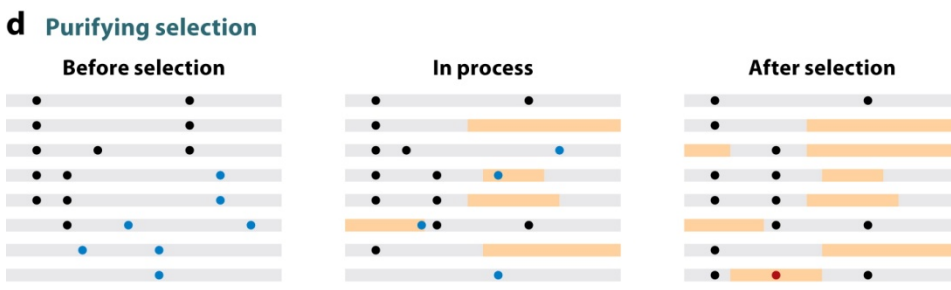 d Purifying selection
Before selection
In process
After selection